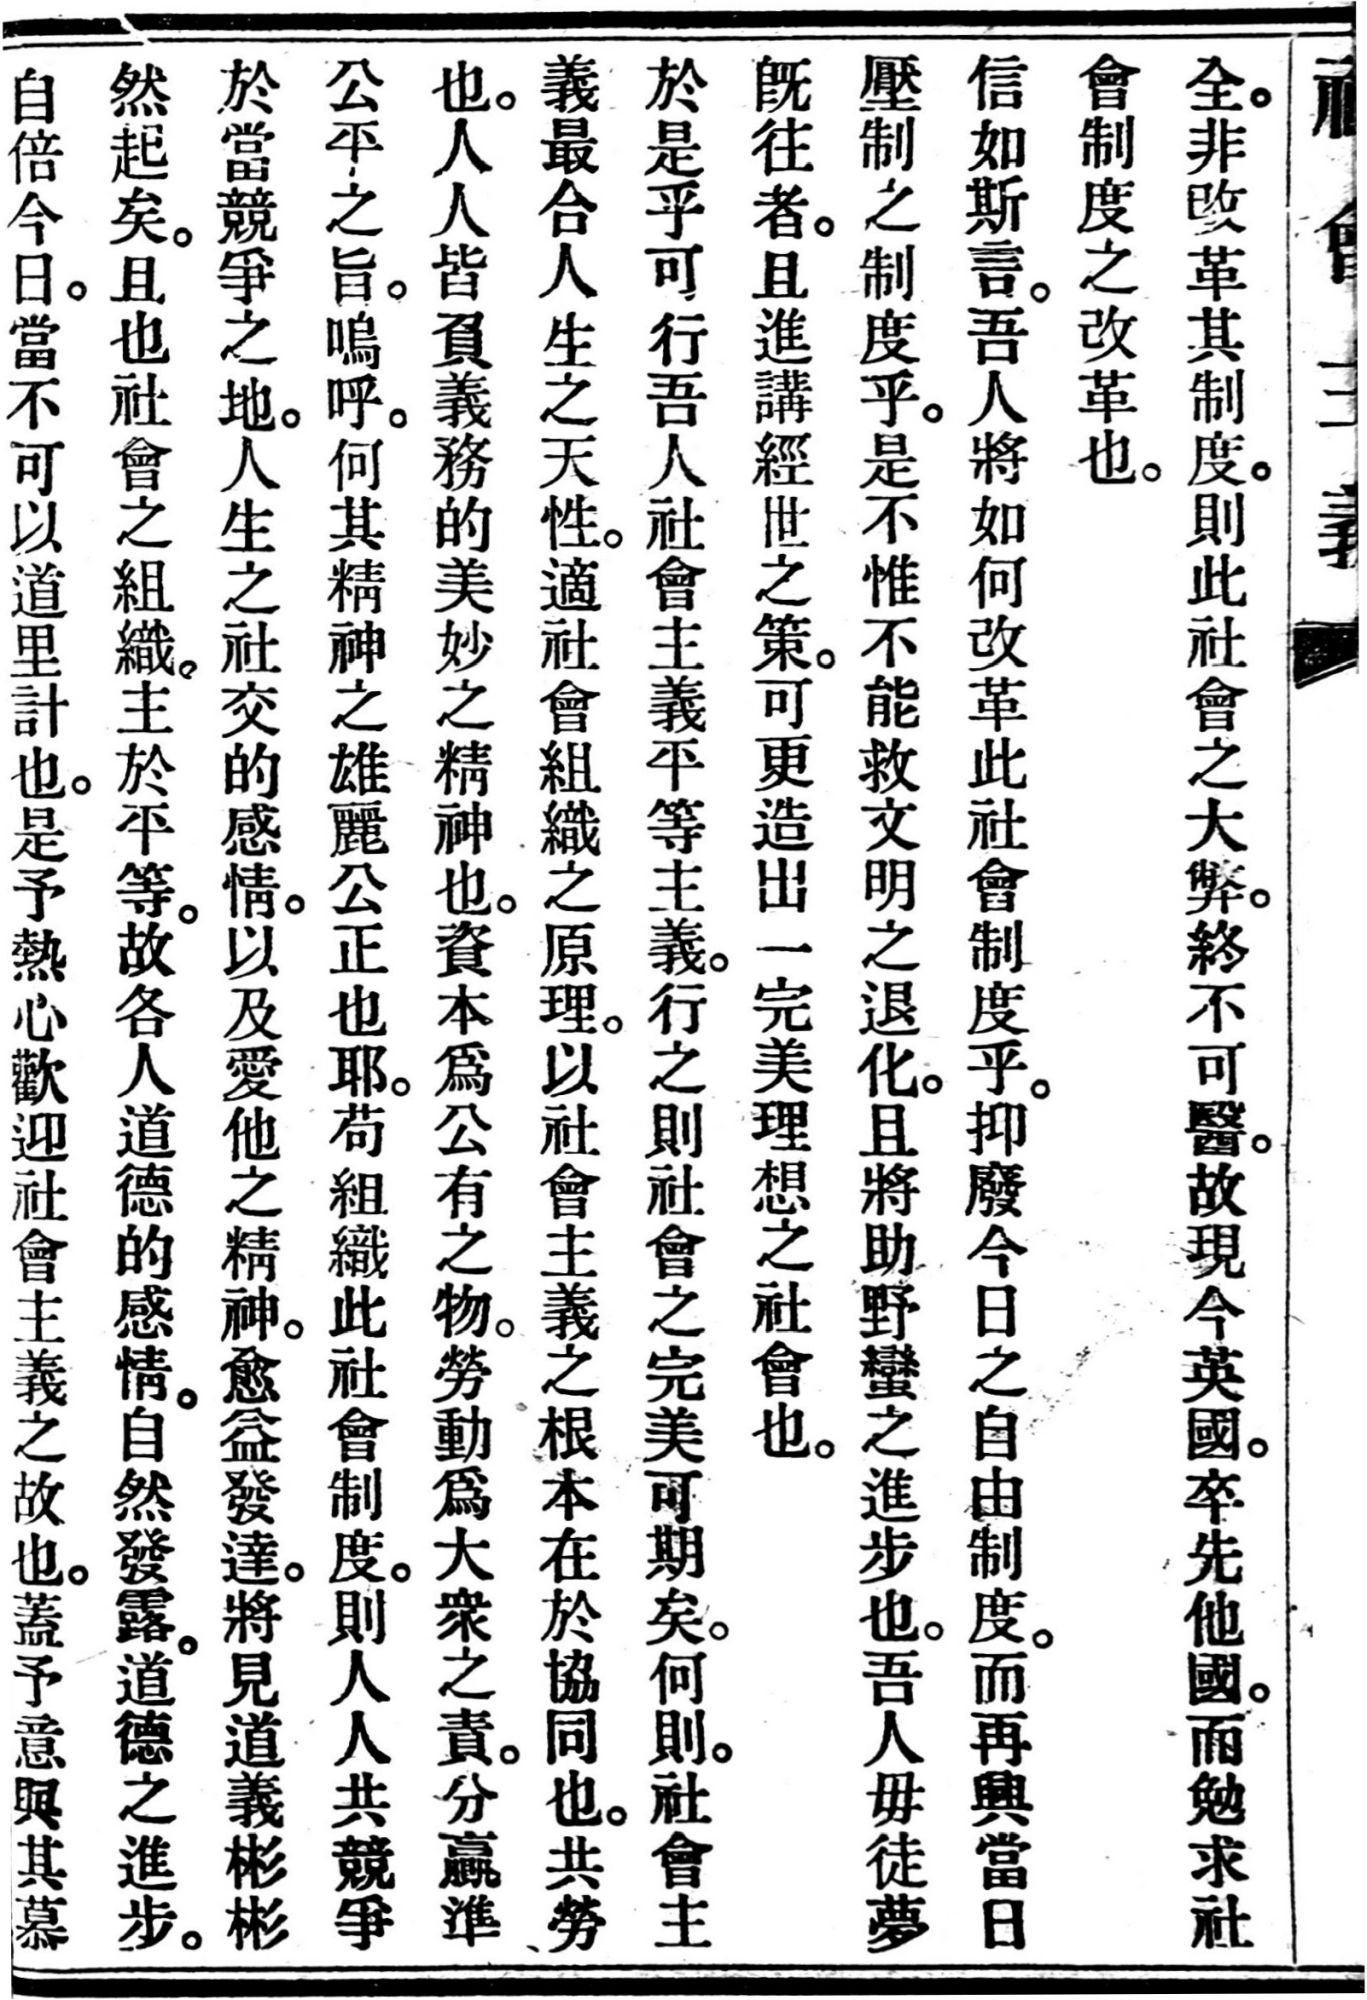 社會主義
全。非改革其制度。則此社會之大弊。終不可醫。故現今英國。卒先他國。而勉求社
會制度之改革也。
信如斯言。吾人將如何改革此社會制度乎。抑廢今日之自由制度。而再興當日
壓制之制度乎。是不惟不能救文明之退化。且將助野蠻之進步也。吾人毋徒夢
既往者。且進講經世之策。可更造出一完美理想之社會也。
於是乎可行吾人社會主義平等主義。行之則社會之完美可期矣。何則。社會主
義最合人生之天性。適社會組織之原理。以社會主義之根本在於協同也。共勞
也。人人皆負義務的美妙之精神也。資本爲公有之物。勞動爲大衆之責。分贏準
公平之旨。嗚呼。何其精神之雄麗公正也耶。苟組織此社會制度。則人人共競爭
於當競爭之地。人生之社交的感情。以及愛他之精神。愈益發達。將見道義彬彬
然起矣。且也社會之組織。主於平等。故各人道德的感情。自然發露。道德之進步。
自倍今日。當不可以道里計也。是予熱心歡迎社會主義之故也。蓋予意與其慕